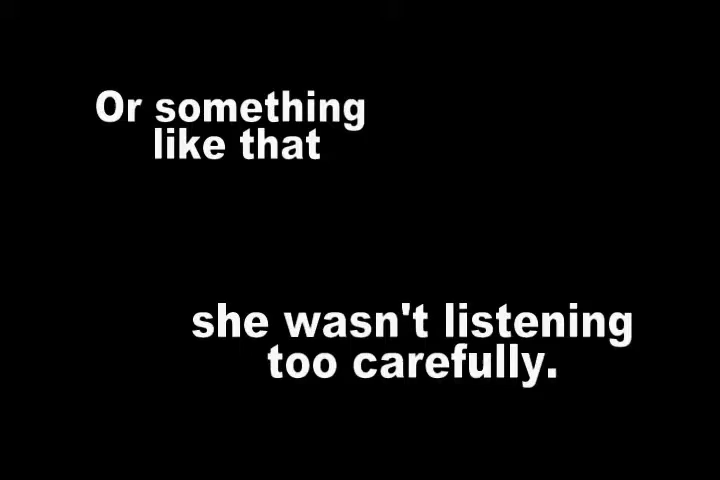 Or something
like that
she wasn't listening
too carefully.